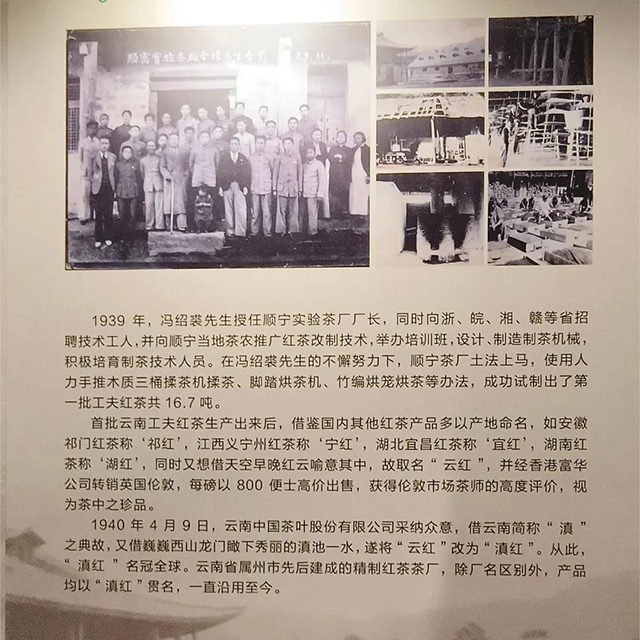 顺宁实验茶厂全体员生合影
1939年，冯绍裘先生授任顺宁实验茶厂厂长，同时向浙、皖、湘、赣等省招
聘技术工人，并向顺宁当地茶农推广红茶改制技术，举办培训班，设计、制造制茶机械，
积极培育制茶技术人员。在冯绍裘先生的不懈努力下，顺宁茶厂土法上马，使用人
力手推木质三桶揉茶机揉茶、脚踏烘茶机、竹编烘笼烘茶等办法，成功试制出了第
一批工夫红茶共 16.7 吨。
首批云南工夫红茶生产出来后，借鉴国内其他红茶产品多以产地命名，如安徽
祁门红茶称‘祁红’，江西义宁州红茶称‘宁红’，湖北宜昌红茶称‘宜红’，湖南红
茶称‘湖红’，同时又想借天空早晚红云喻意其中，故取名“云红”，并经香港富华
公司转销英国伦敦，每磅以 800 便士高价出售，获得伦敦市场茶师的高度评价，视
为茶中之珍品。
1940 年 4 月 9 日，云南中国茶叶股份有限公司采纳众意，借云南简称“滇”
之典故，又借巍巍西山龙门瞰下秀丽的滇池一水，遂将“云红”改为“滇红”。从此，
“滇红”名冠全球。云南省属州市先后建成的精制红茶茶厂，除厂名区别外，产品
均以“滇红”贯名，一直沿用至今。